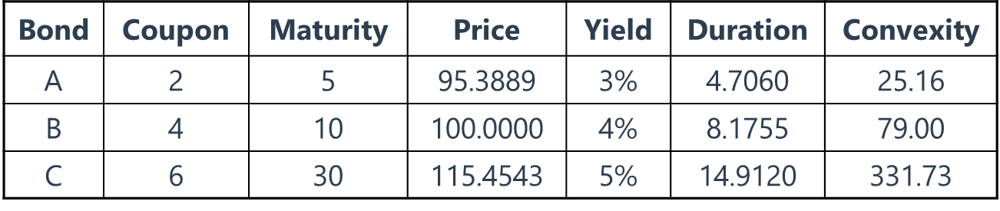 Bond Coupon Maturity Price Yield Duration Convexity
A 2 5 95.3889 3% 4.7060 25.16
B 4 10 100.0000 4% 8.1755 79.00
C 6 30 115.4543 5% 14.9120 331.73